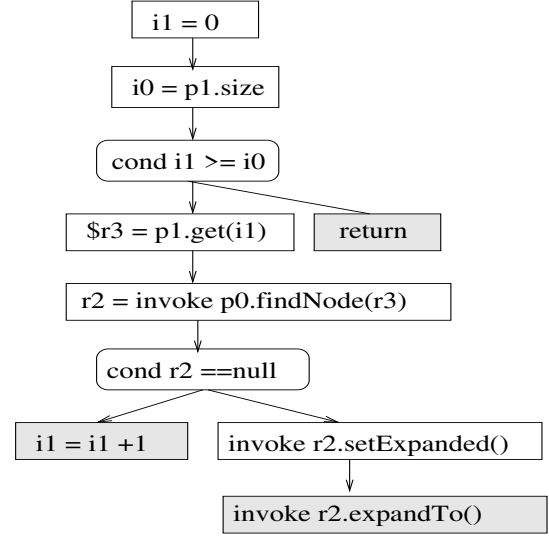 i1 = 0
i0 = p1.size
cond i1 >= i0
$r3 = p1.get(i1)
return
r2 = invoke p0.findNode(r3)
cond r2 ==null
i1 = i1 +1
invoke r2.setExpanded()
invoke r2.expandTo()